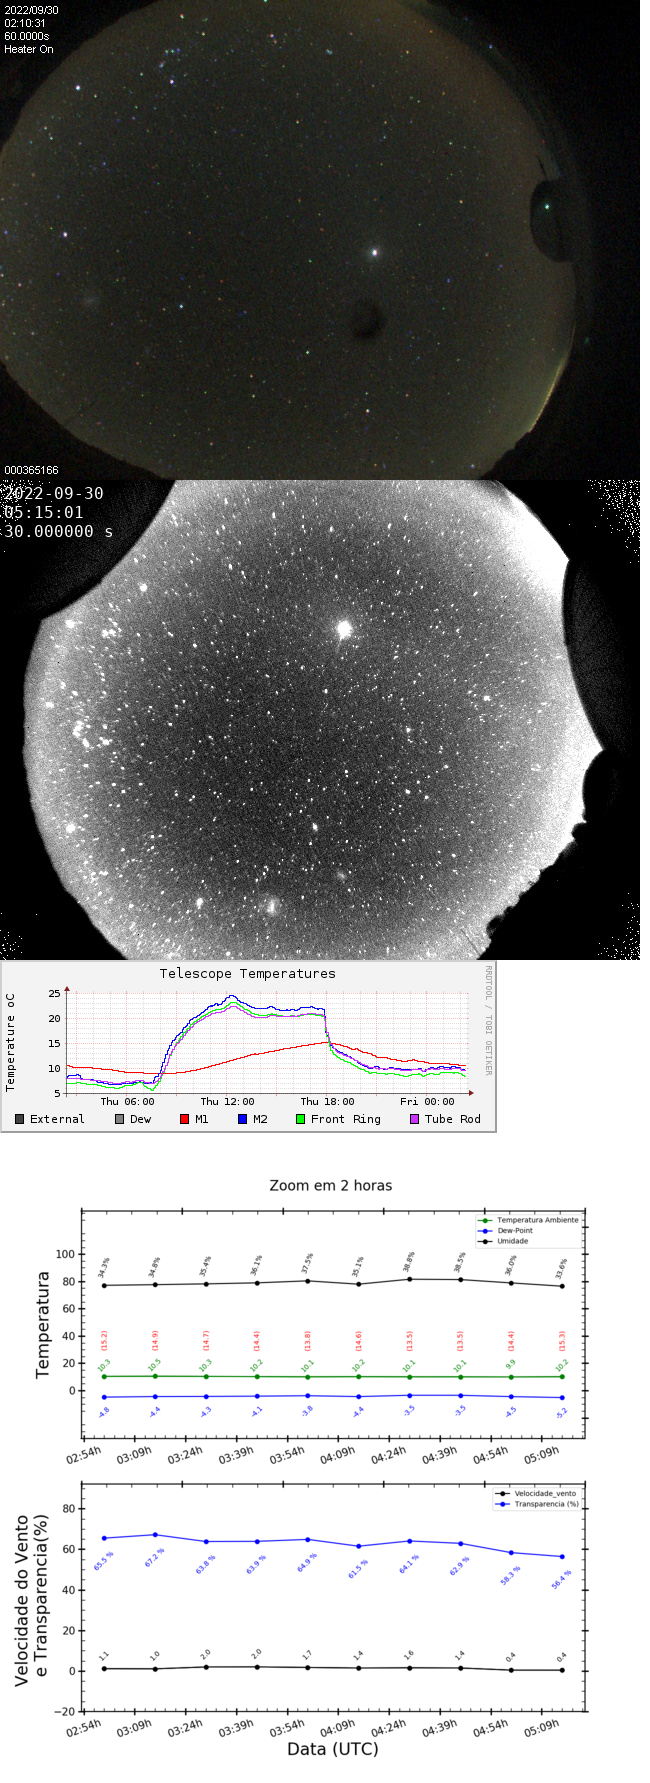 2022/09/30
02:10:31
60.0000s
Heater On
000365166
2022-09-30
05:15:01
30.000000 s
Telescope Temperatures
RRDTOOL / TOBI OETIKER
Temperature oC
25
20
15
10
5
Thu 06:00 Thu 12:00 Thu 18:00 Fri 00:00
External Dew M1 M2 Front Ring Tube Rod
Zoom em 2 horas
Temperatura Ambiente
Dew-Point
Umidade
Temperatura
100
80
60
40
20
0
34.3% 34.8% 35.4% 36.1% 37.5% 35.1% 38.8% 38.5% 36.0% 33.6%
(15.2) (14.9) (14.7) (14.4) (13.8) (14.6) (13.5) (13.5) (14.4) (15.3)
10.3 10.5 10.3 10.2 10.1 10.2 10.1 10.1 9.9 10.2
-4.8 -4.4 -4.3 -4.1 -3.8 -4.4 -3.5 -3.5 -4.5 -5.2
02:54h 03:09h 03:24h 03:39h 03:54h 04:09h 04:24h 04:39h 04:54h 05:09h
Velocidade_vento
Transparencia (%)
Velocidade do Vento
e Transparencia(%)
80
60
40
20
0
−20
65.5 % 67.2 % 63.8 % 63.9 % 64.9 % 61.5 % 64.1 % 62.9 % 58.3 % 56.4 %
1.1 1.0 2.0 2.0 1.7 1.4 1.6 1.4 0.4 0.4
02:54h 03:09h 03:24h 03:39h 03:54h 04:09h 04:24h 04:39h 04:54h 05:09h
Data (UTC)